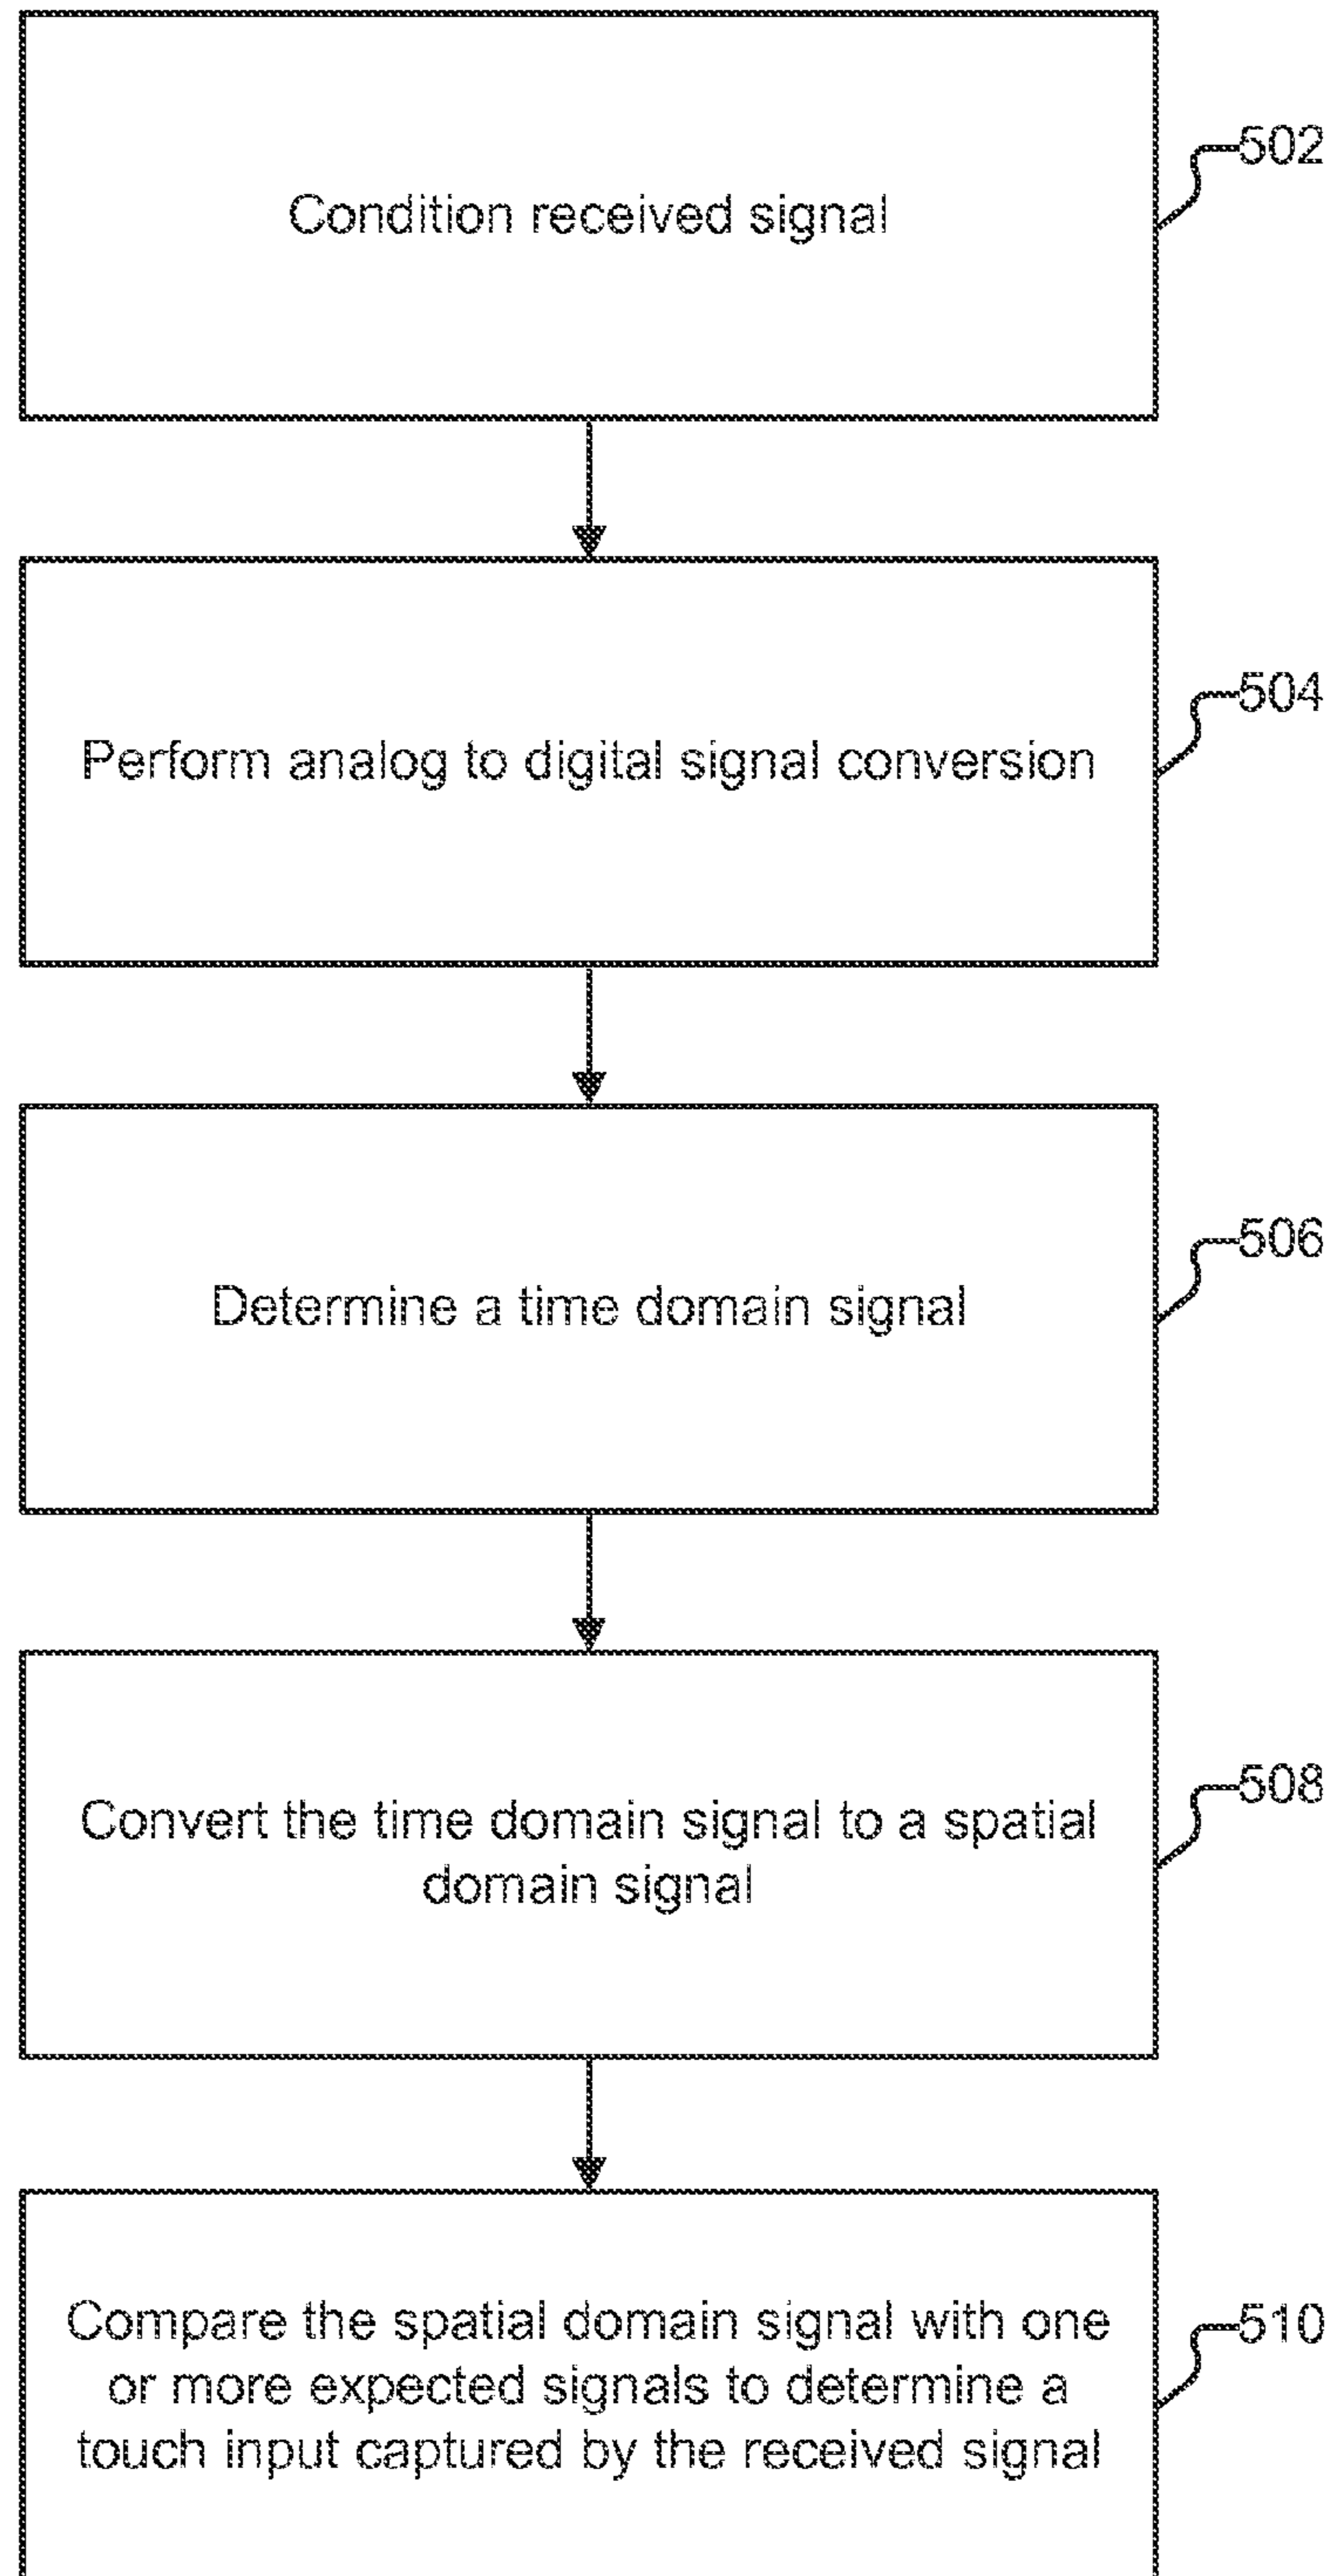 Condition received signal
502
Perform analog to digital signal conversion
504
Determine a time domain signal
506
Convert the time domain signal to a spatial
domain signal
508
Compare the spatial domain signal with one
or more expected signals to determine a
touch input captured by the received signal
510